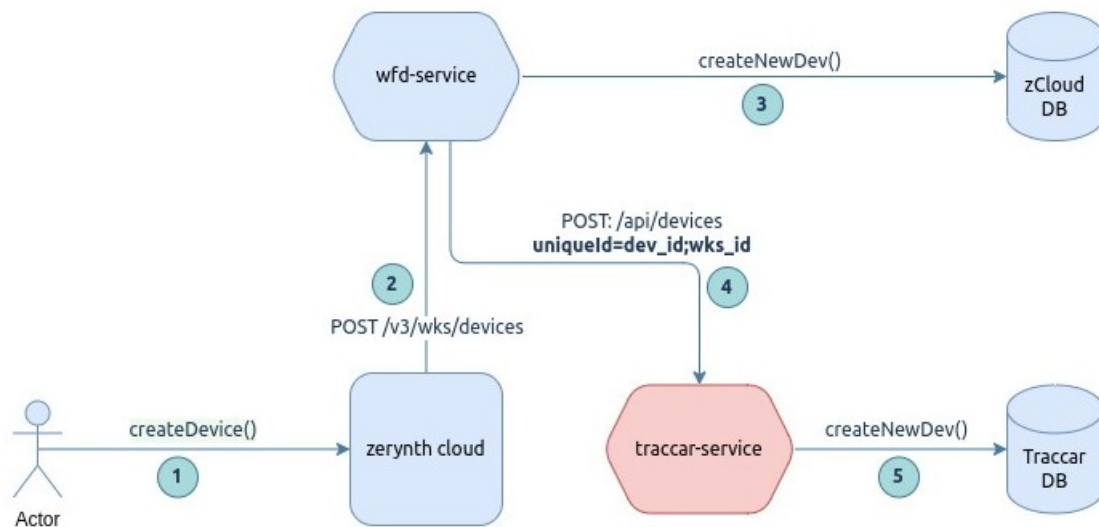 wfd-service
createNewDev()
3
zCloud
DB
POST: /api/devices
uniqueId=dev_id;wks_id
2
4
POST /v3/wks/devices
createDevice()
1
zerynth cloud
traccar-service
createNewDev()
5
Traccar
DB
Actor